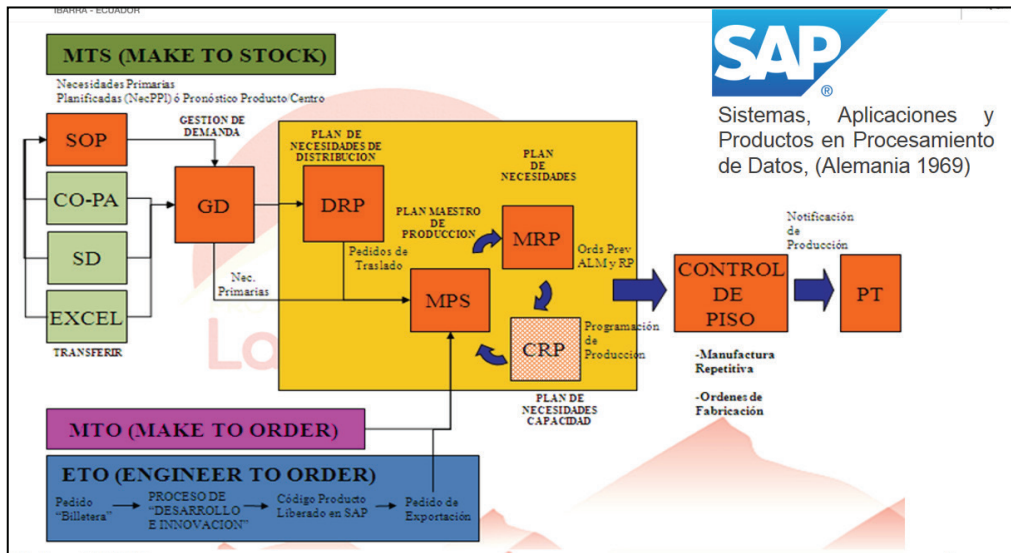 IBARRA - ECUADOR
MTS (MAKE TO STOCK)
Necesidades Primarias
Planificadas (NecPPl) ó Pronóstico Producto/Centro
SAP
®
Sistemas, Aplicaciones y
Productos en Procesamiento
de Datos, (Alemania 1969)
SOP
CO-PA
SD
EXCEL
TRANSFERIR
GESTION DE
DEMANDA
GD
Nec.
Primarias
PLAN DE
NECESIDADES DE
DISTRIBUCION
DRP
Pedidos de
Traslado
PLAN MAESTRO
DE
PRODUCCION
MPS
PLAN
DE
NECESIDADES
MRP
Ords Prev
ALM y RP
CRP
Programación
de
Producción
PLAN DE
NECESIDADES
CAPACIDAD
CONTROL
DE
PISO
-Manufactura
Repetitiva
-Ordenes de
Fabricación
Notificación
de
Producción
PT
La
MTO (MAKE TO ORDER)
ETO (ENGINEER TO ORDER)
Pedido
"Billetera"
PROCESO DE
"DESARROLLO
E INNOVACION"
Código Producto
Liberado en SAP
Pedido de
Exportación